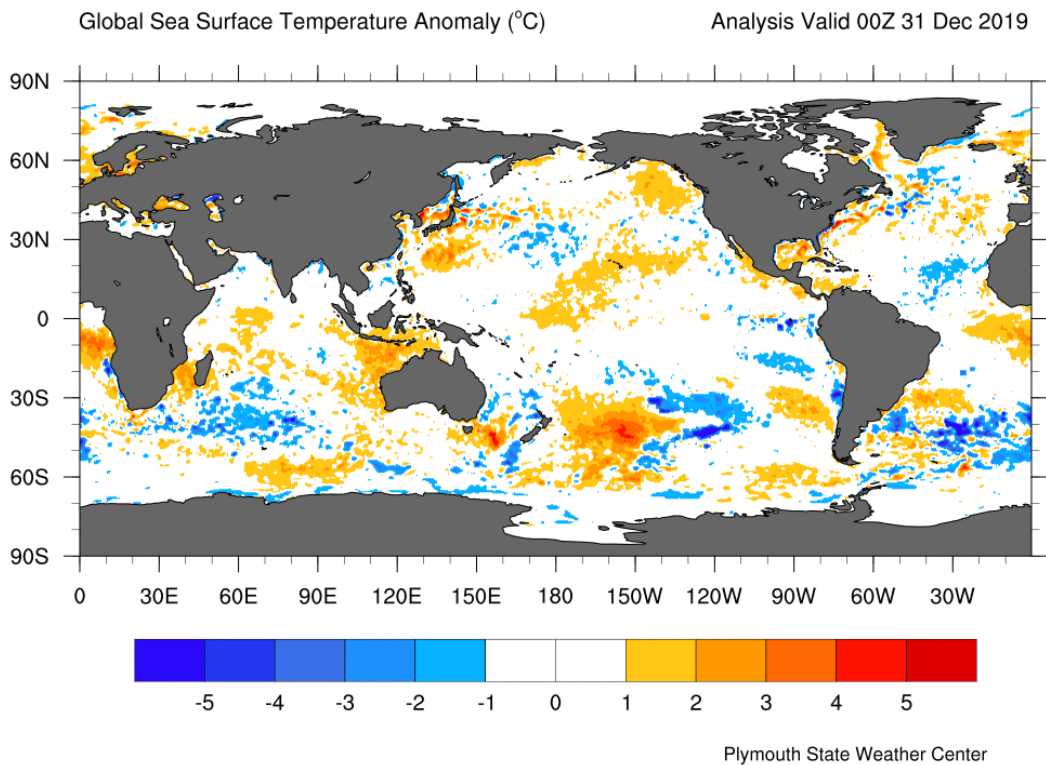 Global Sea Surface Temperature Anomaly (°C) Analysis Valid 00Z 31 Dec 2019
90N
60N
30N
0
30S
60S
90S
0 30E 60E 90E 120E 150E 180 150W 120W 90W 60W 30W
-5 -4 -3 -2 -1 0 1 2 3 4 5
Plymouth State Weather Center